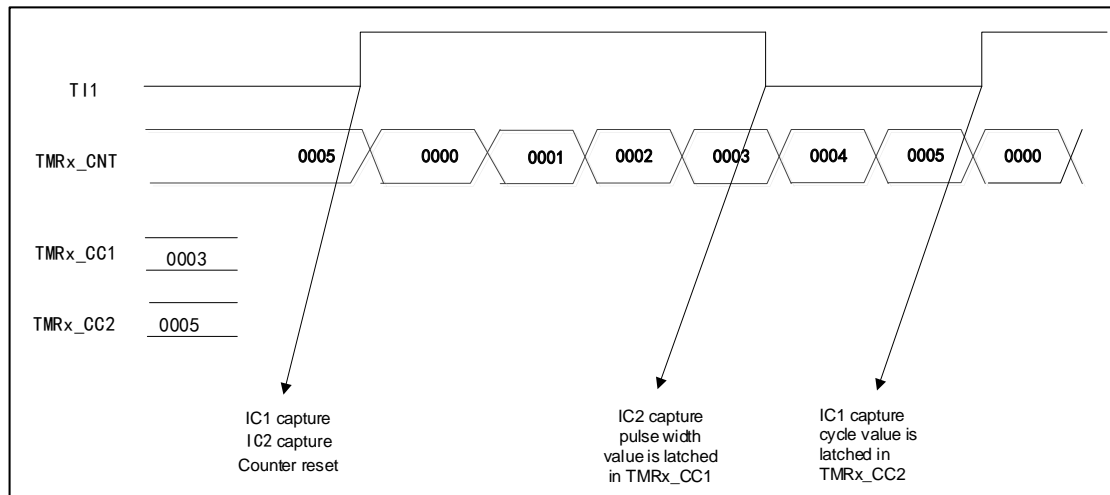 TI1
TMRx_CNT
0005 0000 0001 0002 0003 0004 0005 0000
TMRx_CC1
0003
TMRx_CC2
0005
IC1 capture
IC2 capture
Counter reset
IC2 capture
pulse width
value is latched
in TMRx_CC1
IC1 capture
cycle value is
latched in
TMRx_CC2